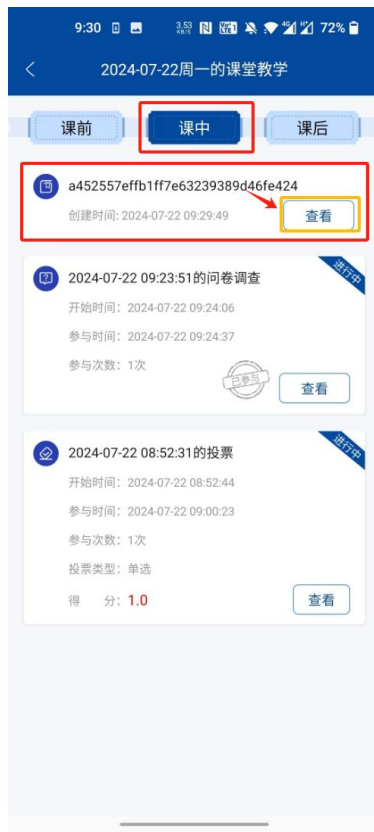 9:30 3.53 KB/S 72%
2024-07-22周一的课堂教学
课前 课中 课后
a452557effb1ff7e63239389d46fe424
创建时间: 2024-07-22 09:29:49 查看
2024-07-22 09:23:51的问卷调查 进行中
开始时间：2024-07-22 09:24:06
参与时间：2024-07-22 09:24:37
参与次数：1次
已参与 查看
2024-07-22 08:52:31的投票 进行中
开始时间：2024-07-22 08:52:44
参与时间：2024-07-22 09:00:23
参与次数：1次
投票类型：单选
得 分：1.0 查看